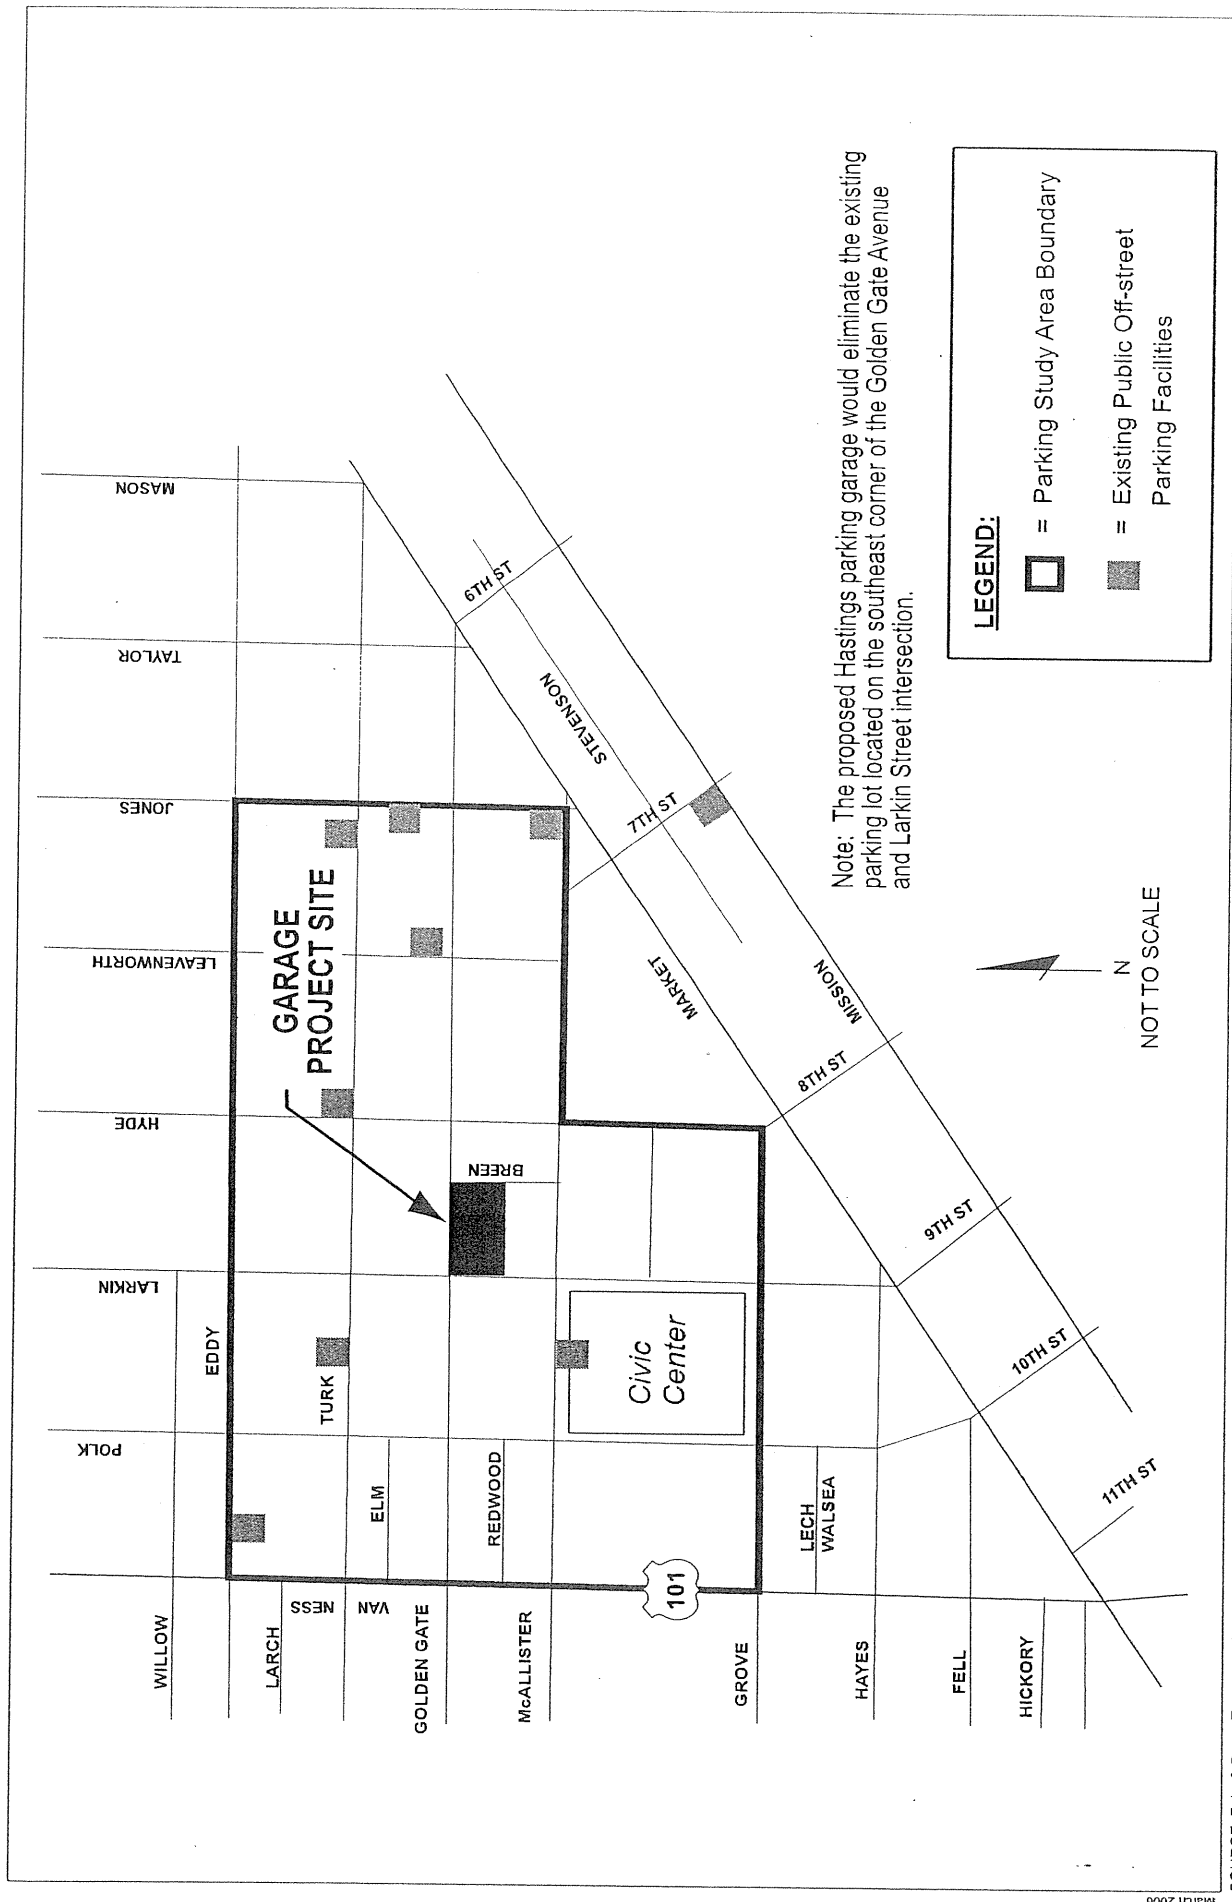 MASON
TAYLOR
JONES
LEAVENWORTH
HYDE
LARKIN
POLK
WILLOW
EDDY
LARCH
VAN
NESS
TURK
ELM
GOLDEN GATE
REDWOOD
McALLISTER
BREEN
GARAGE
PROJECT SITE
Civic
Center
101
GROVE
LECH
WALSEA
HAYES
FELL
HICKORY
MARKET
STEVENSON
MISSION
6TH ST
7TH ST
8TH ST
9TH ST
10TH ST
11TH ST
N
NOT TO SCALE
Note: The proposed Hastings parking garage would eliminate the existing
parking lot located on the southeast corner of the Golden Gate Avenue
and Larkin Street intersection.
LEGEND:
= Parking Study Area Boundary
= Existing Public Off-street
Parking Facilities
March 2006